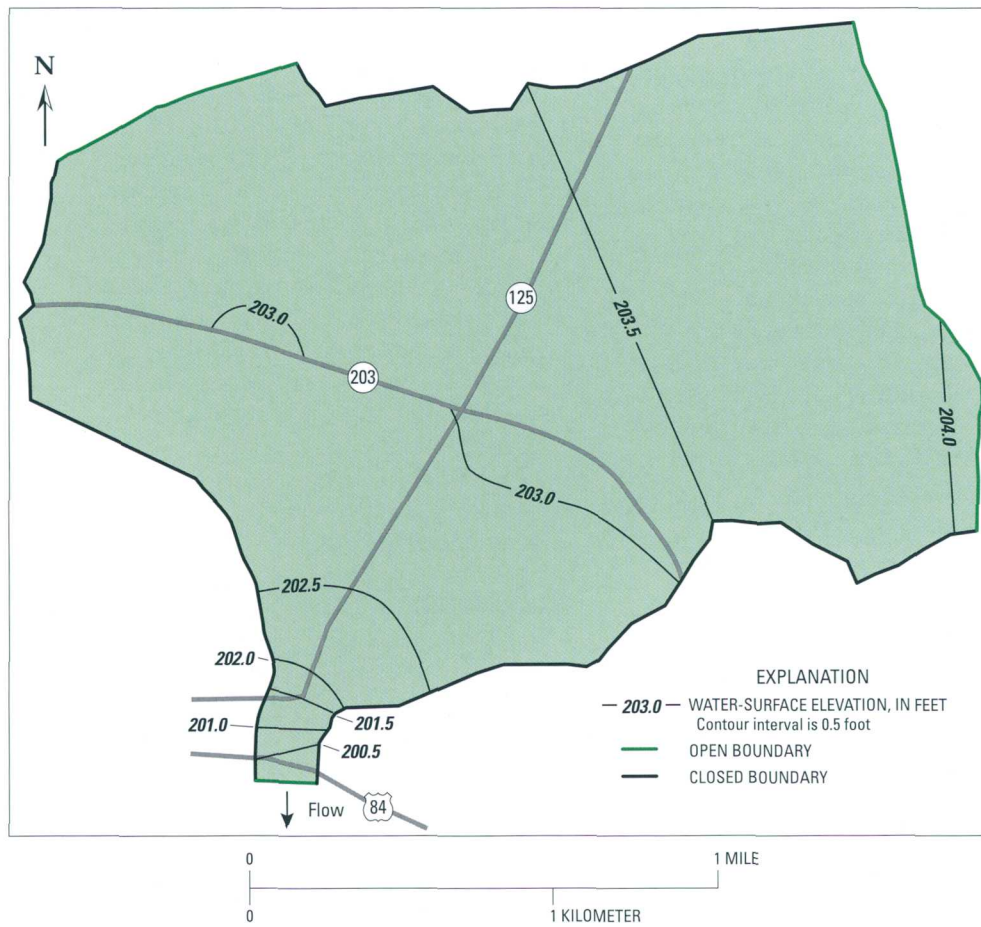 N
203.0
125
203.5
203
204.0
203.0
202.5
202.0
201.5
201.0
200.5
Flow
84
EXPLANATION
203.0 WATER-SURFACE ELEVATION, IN FEET
Contour interval is 0.5 foot
OPEN BOUNDARY
CLOSED BOUNDARY
0 1 MILE
0 1 KILOMETER